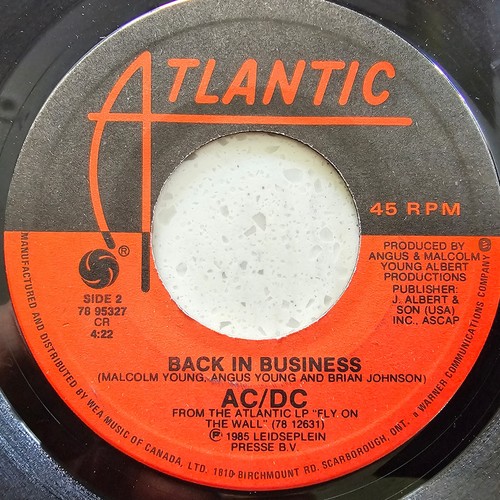 ATLANTIC
45 RPM
®
SIDE 2
78 95327
CR
4:22
PRODUCED BY
ANGUS & MALCOLM
YOUNG ALBERT
PRODUCTIONS
PUBLISHER:
J. ALBERT &
SON (USA)
INC., ASCAP
BACK IN BUSINESS
(MALCOLM YOUNG, ANGUS YOUNG AND BRIAN JOHNSON)
AC/DC
FROM THE ATLANTIC LP "FLY ON
THE WALL" (78 12631)
℗ 1985 LEIDSEPLEIN
PRESSE B.V.
MANUFACTURED AND DISTRIBUTED BY WEA MUSIC OF CANADA, LTD. 1810 BIRCHMOUNT RD. SCARBOROUGH, ONT. a WARNER COMMUNICATIONS COMPANY